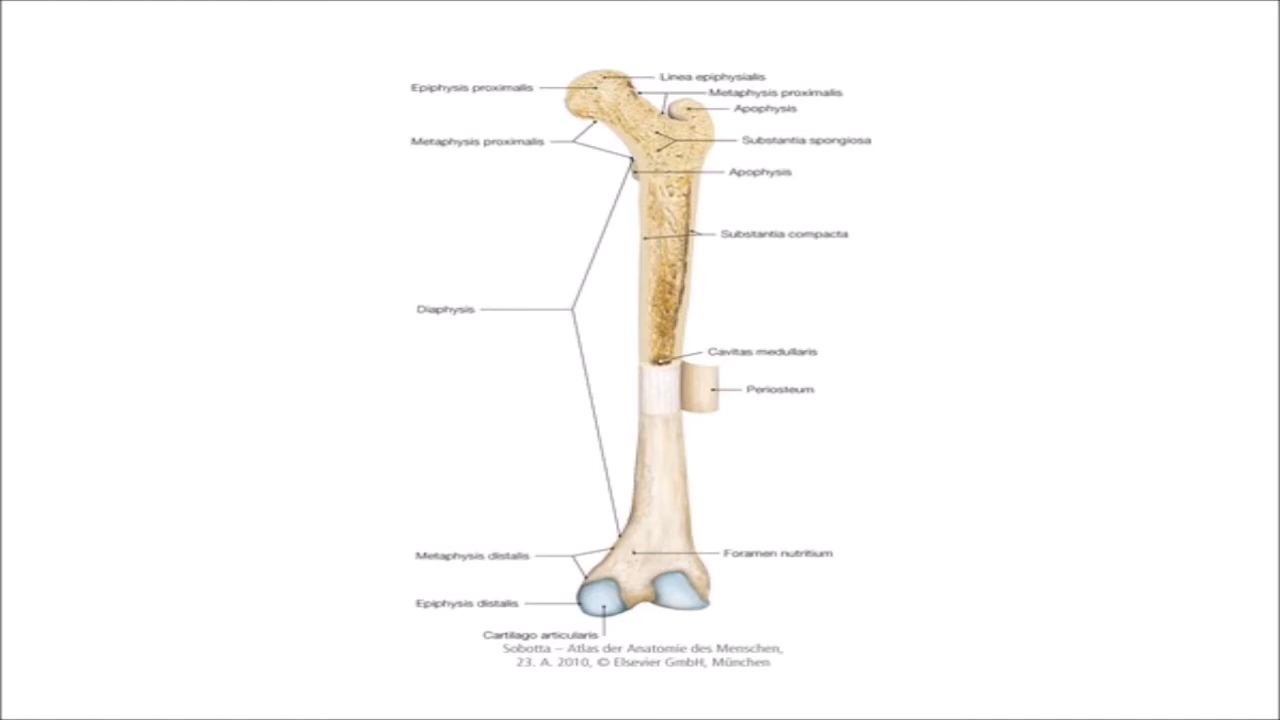 Linea epiphysialis
Epiphysis proximalis
Metaphysis proximalis
Apophysis
Metaphysis proximalis
Substantia spongiosa
Apophysis
Substantia compacta
Diaphysis
Cavitas medullaris
Periosteum
Metaphysis distalis
Foramen nutritium
Epiphysis distalis
Cartilago articularis
Sobotta – Atlas der Anatomie des Menschen,
23. A. 2010, © Elsevier GmbH, München